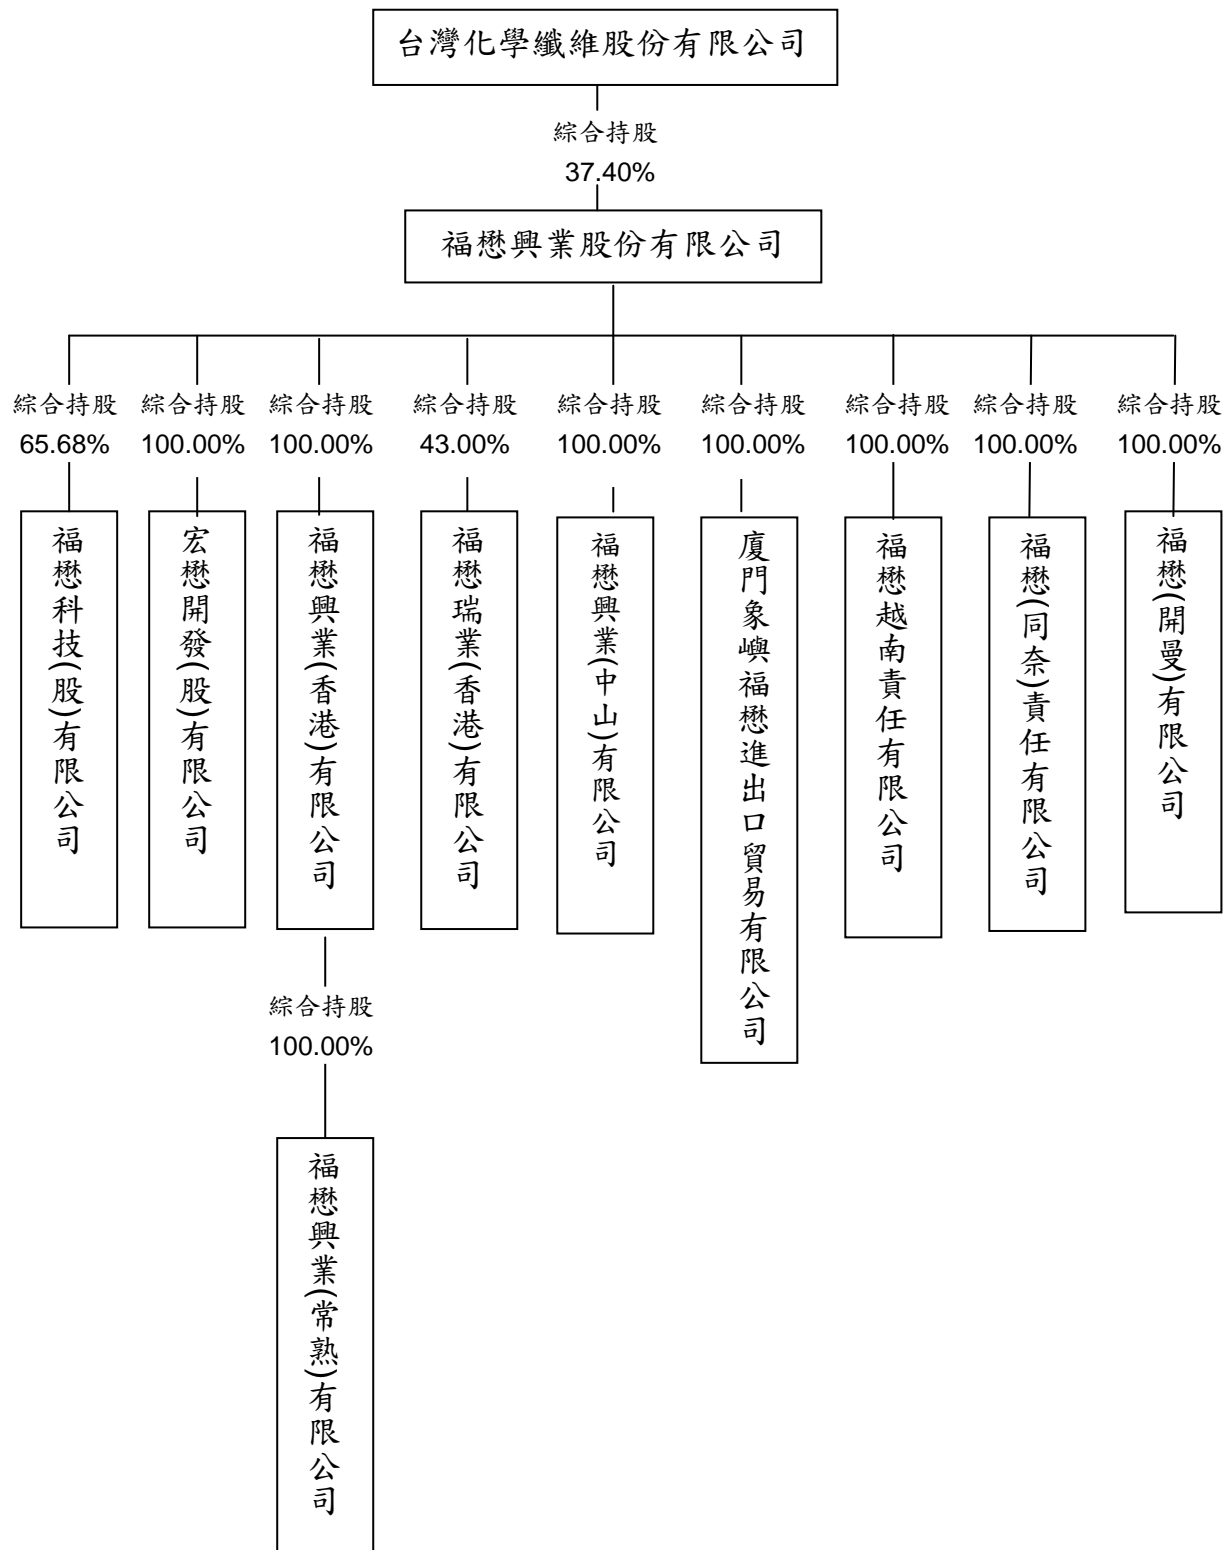 台灣化學纖維股份有限公司
綜合持股
37.40%
福懋興業股份有限公司
綜合持股 綜合持股 綜合持股 綜合持股 綜合持股 綜合持股 綜合持股 綜合持股 綜合持股
65.68% 100.00% 100.00% 43.00% 100.00% 100.00% 100.00% 100.00% 100.00%
福懋科技(股)有限公司
宏懋開發(股)有限公司
福懋興業(香港)有限公司
福懋瑞業(香港)有限公司
福懋興業(中山)有限公司
廈門象嶼福懋進出口貿易有限公司
福懋越南責任有限公司
福懋(同奈)責任有限公司
福懋(開曼)有限公司
綜合持股
100.00%
福懋興業(常熟)有限公司